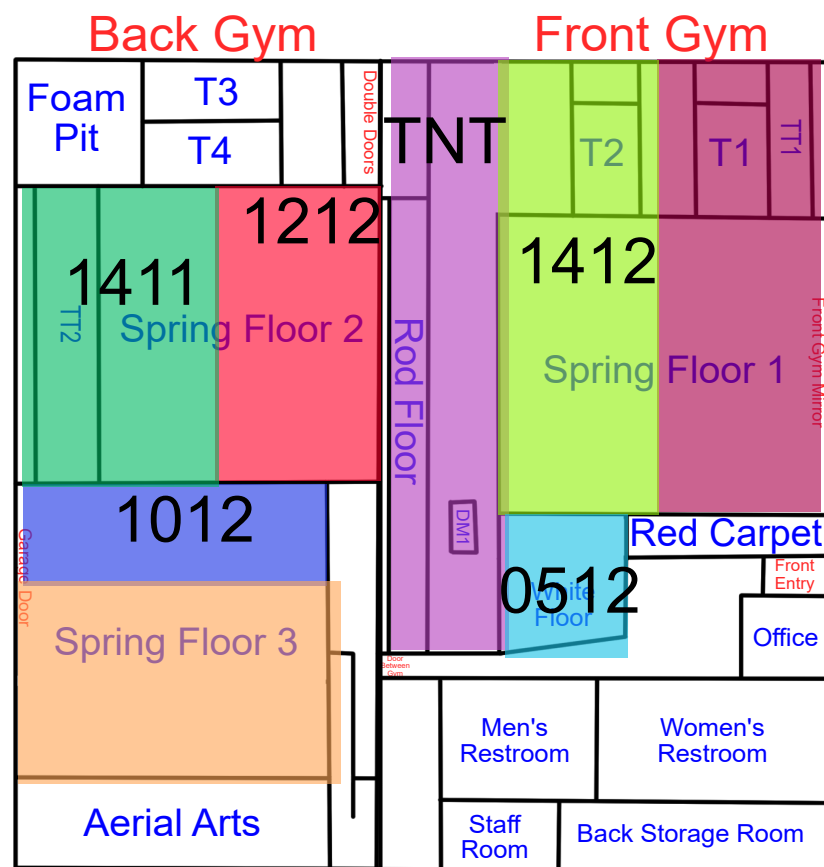 Back Gym
Front Gym
Foam
Pit
T3
T4
Double Doors
TNT
T2
T1
TT1
1212
1411
1412
TT2
Spring Floor 2
Rod Floor
Spring Floor 1
Front Gym Mirror
1012
DM1
Red Carpet
Garage Door
0512
White
Floor
Front
Entry
Spring Floor 3
Office
Door
Between
Gym
Men's
Restroom
Women's
Restroom
Aerial Arts
Staff
Room
Back Storage Room